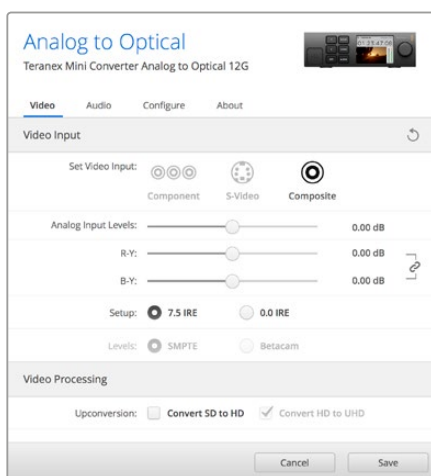 Analog to Optical
Teranex Mini Converter Analog to Optical 12G
Video Audio Configure About
Video Input
Set Video Input:
Component S-Video Composite
Analog Input Levels: 0.00 dB
R-Y: 0.00 dB
B-Y: 0.00 dB
Setup: 7.5 IRE 0.0 IRE
Levels: SMPTE Betacam
Video Processing
Upconversion: Convert SD to HD Convert HD to UHD
Cancel Save